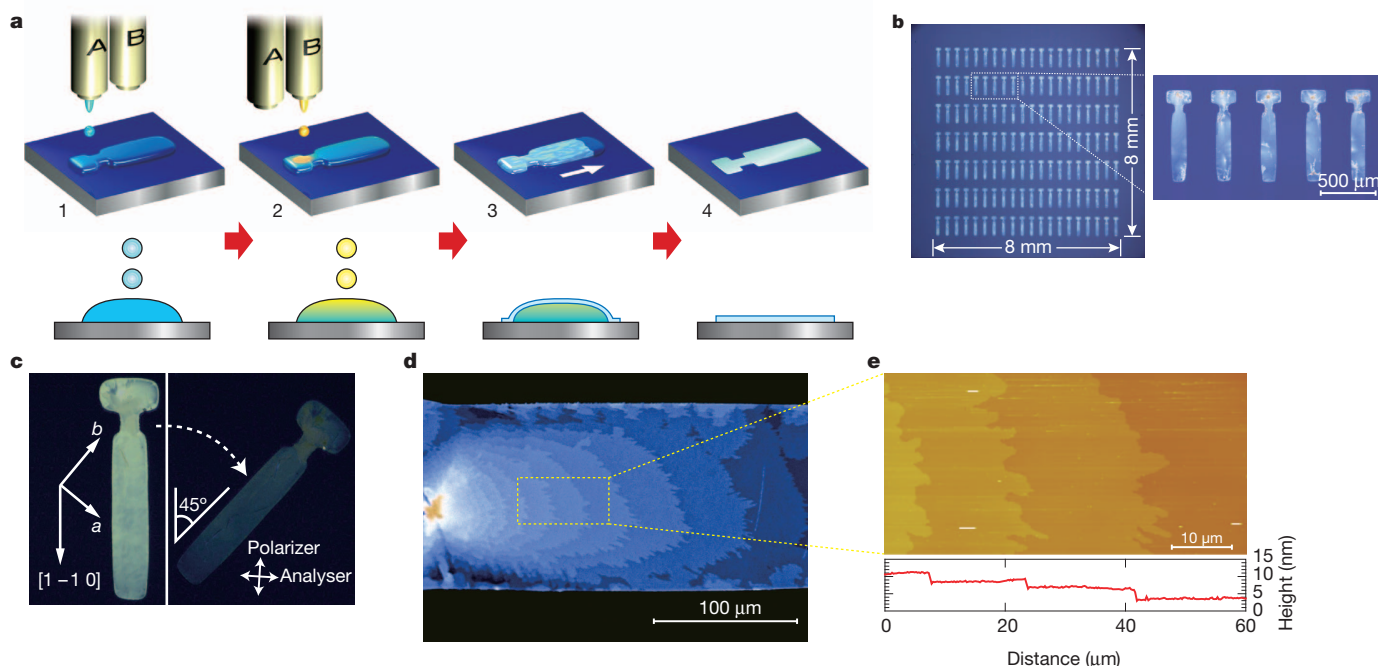 a
A B
A B
1
2
3
4
b
8 mm
8 mm
500 μm
c
b
a
[1 –1 0]
45°
Polarizer
Analyser
d
100 μm
e
10 μm
15
10
5
0
Height (nm)
0
20
40
60
Distance (μm)